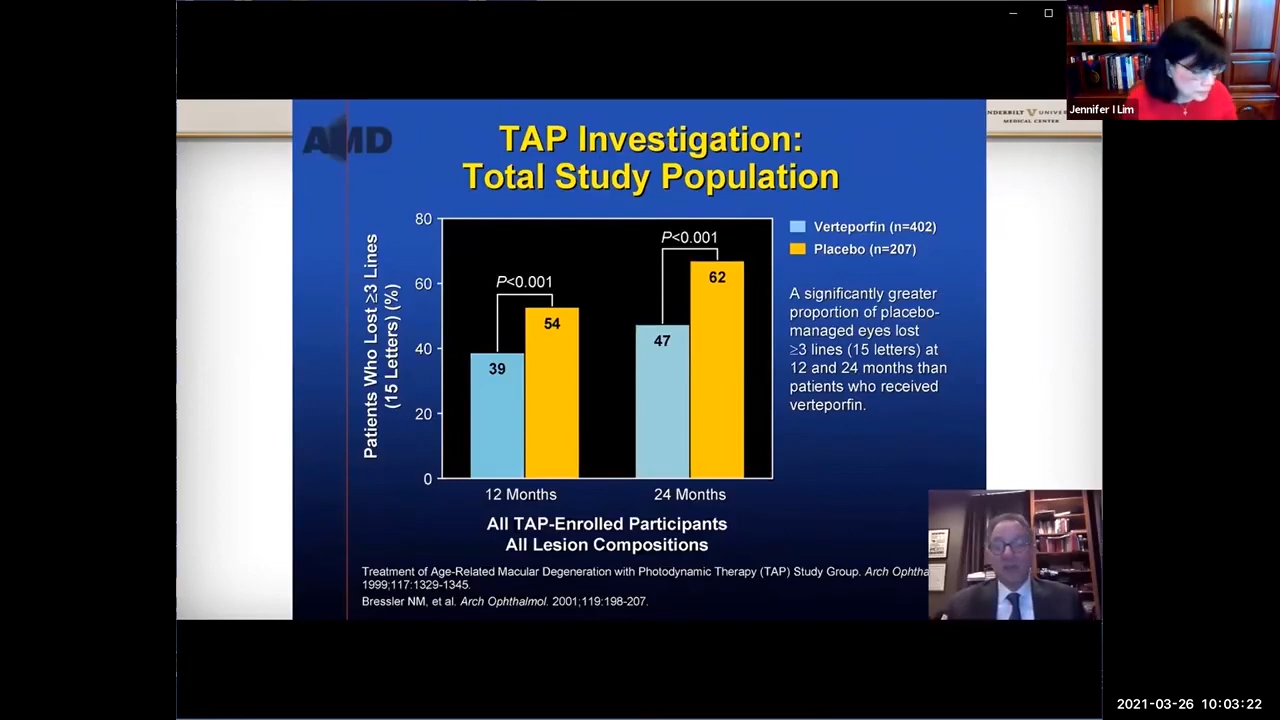 Jennifer I Lim
MEDICAL CENTER
AMD
TAP Investigation:
Total Study Population
Patients Who Lost ≥3 Lines
(15 Letters) (%)
80
60
40
20
0
P<0.001
39
54
P<0.001
47
62
12 Months
24 Months
All TAP-Enrolled Participants
All Lesion Compositions
Verteporfin (n=402)
Placebo (n=207)
A significantly greater
proportion of placebo-
managed eyes lost
≥3 lines (15 letters) at
12 and 24 months than
patients who received
verteporfin.
Treatment of Age-Related Macular Degeneration with Photodynamic Therapy (TAP) Study Group. Arch Ophtha
1999;117:1329-1345.
Bressler NM, et al. Arch Ophthalmol. 2001;119:198-207.
2021-03-26 10:03:22